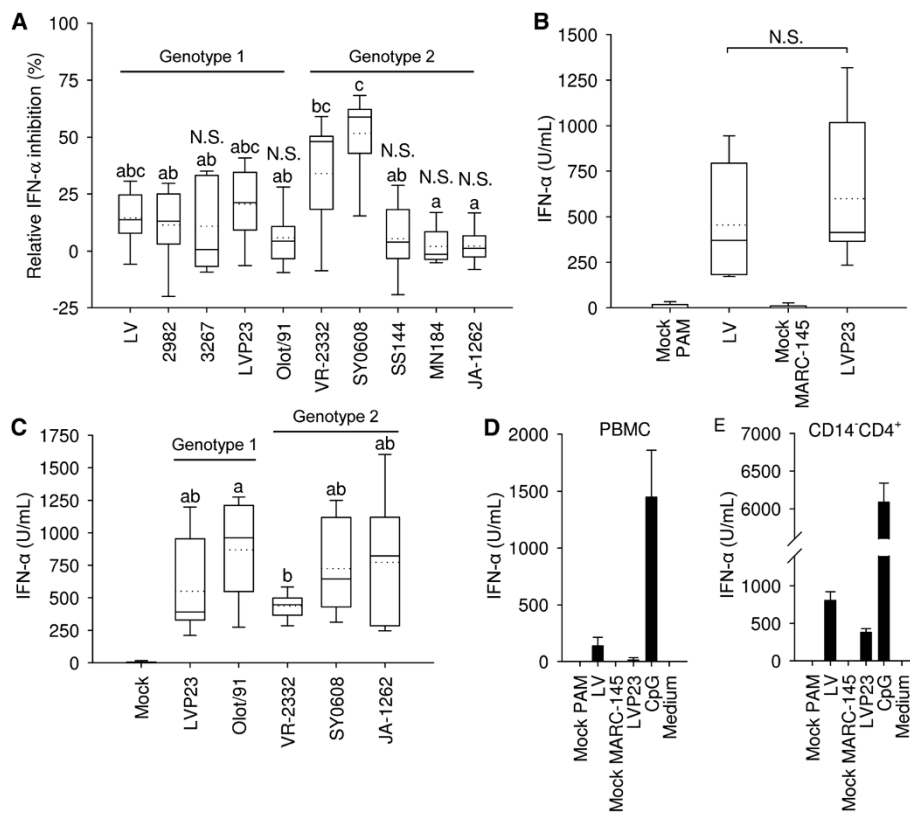 A
Relative IFN-α inhibition (%)
100
75
50
25
0
-25
Genotype 1
Genotype 2
abc
ab
N.S.
ab
abc
N.S.
ab
bc
c
N.S.
ab
N.S.
a
N.S.
a
LV
2982
3267
LVP23
Olot/91
VR-2332
SY0608
SS144
MN184
JA-1262
B
IFN-α (U/mL)
1500
1250
1000
750
500
250
0
N.S.
Mock
PAM
LV
Mock
MARC-145
LVP23
C
IFN-α (U/mL)
1750
1500
1250
1000
750
500
250
0
Genotype 1
Genotype 2
ab
a
b
ab
ab
Mock
LVP23
Olot/91
VR-2332
SY0608
JA-1262
D
PBMC
IFN-α (U/mL)
2000
1500
1000
500
0
Mock PAM
LV
Mock MARC-145
LVP23
CpG
Medium
E
CD14⁻CD4⁺
IFN-α (U/mL)
7000
6500
6000
1000
500
0
Mock PAM
LV
Mock MARC-145
LVP23
CpG
Medium